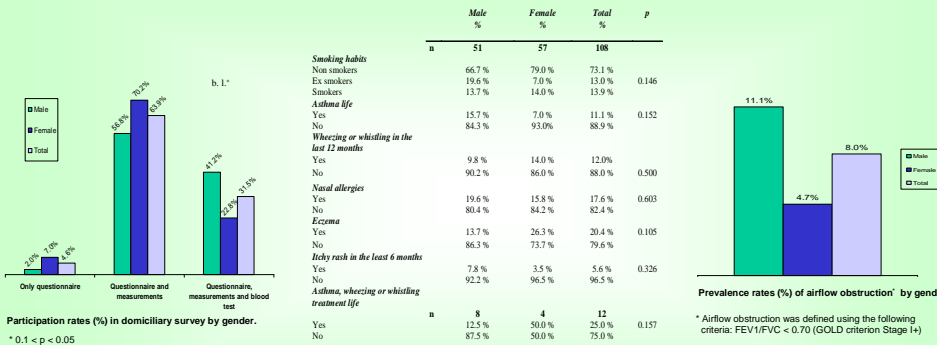 Male
Female
Total
2.0%
7.0%
4.6%
56.8%
70.2%
63.9%
b. l.*
41.2%
22.8%
31.5%
Only questionnaire
Questionnaire and measurements
Questionnaire, measurements and blood test
Participation rates (%) in domiciliary survey by gender.
* 0.1 < p < 0.05
Male Female Total p
% % %
n 51 57 108
Smoking habits
Non smokers 66.7 % 79.0 % 73.1 %
Ex smokers 19.6 % 7.0 % 13.0 % 0.146
Smokers 13.7 % 14.0 % 13.9 %
Asthma life
Yes 15.7 % 7.0 % 11.1 % 0.152
No 84.3 % 93.0% 88.9 %
Wheezing or whistling in the
last 12 months
Yes 9.8 % 14.0 % 12.0%
No 90.2 % 86.0 % 88.0 % 0.500
Nasal allergies
Yes 19.6 % 15.8 % 17.6 % 0.603
No 80.4 % 84.2 % 82.4 %
Eczema
Yes 13.7 % 26.3 % 20.4 % 0.105
No 86.3 % 73.7 % 79.6 %
Itchy rash in the least 6 months
Yes 7.8 % 3.5 % 5.6 % 0.326
No 92.2 % 96.5 % 96.5 %
Asthma, wheezing or whistling
treatment life
n 8 4 12
Yes 12.5 % 50.0 % 25.0 % 0.157
No 87.5 % 50.0 % 75.0 %
11.1%
4.7%
8.0%
Male
Female
Total
Prevalence rates (%) of airflow obstruction* by gend
* Airflow obstruction was defined using the following
criteria: FEV1/FVC < 0.70 (GOLD criterion Stage I+)